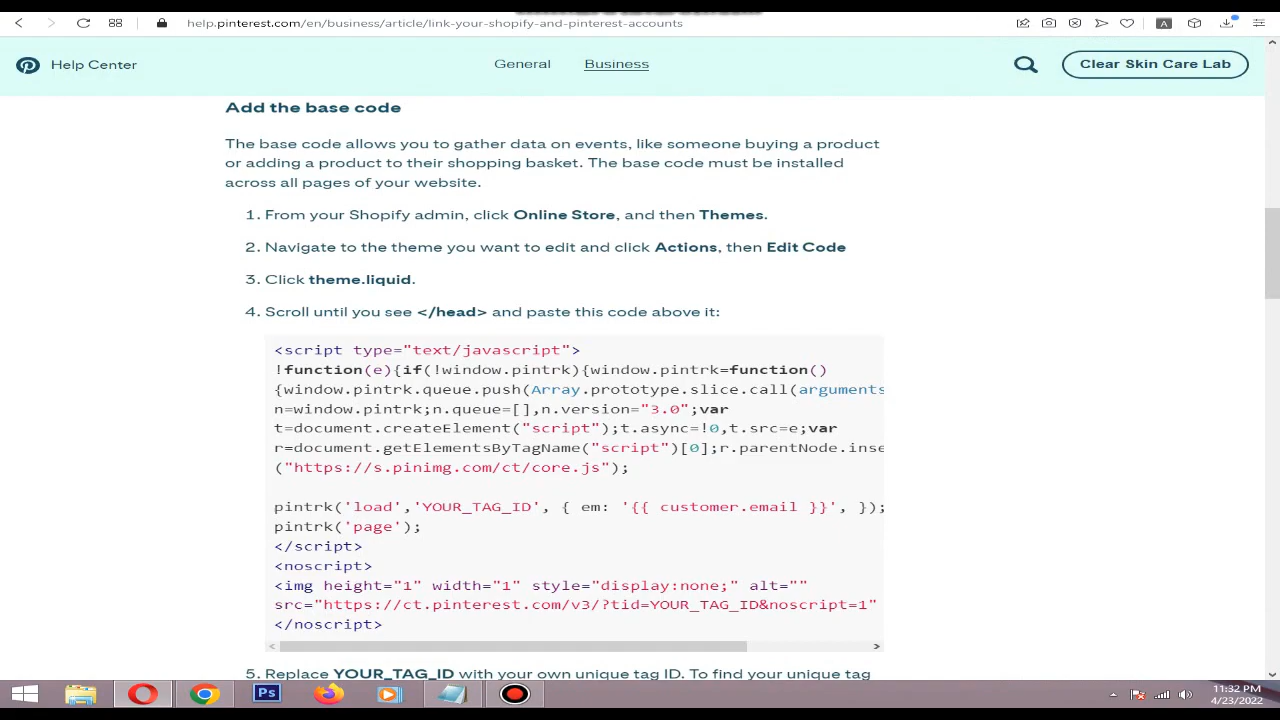 help.pinterest.com/en/business/article/link-your-shopify-and-pinterest-accounts
A
Help Center
General
Business
Clear Skin Care Lab
Add the base code
The base code allows you to gather data on events, like someone buying a product
or adding a product to their shopping basket. The base code must be installed
across all pages of your website.
1. From your Shopify admin, click Online Store, and then Themes.
2. Navigate to the theme you want to edit and click Actions, then Edit Code
3. Click theme.liquid.
4. Scroll until you see </head> and paste this code above it:
<script type="text/javascript">
!function(e){if(!window.pintrk){window.pintrk=function()
{window.pintrk.queue.push(Array.prototype.slice.call(arguments
n=window.pintrk;n.queue=[],n.version="3.0";var
t=document.createElement("script");t.async=!0,t.src=e;var
r=document.getElementsByTagName("script")[0];r.parentNode.inse
("https://s.pinimg.com/ct/core.js");
pintrk('load','YOUR_TAG_ID', { em: '{{ customer.email }}', });
pintrk('page');
</script>
<noscript>
<img height="1" width="1" style="display:none;" alt=""
src="https://ct.pinterest.com/v3/?tid=YOUR_TAG_ID&noscript=1"
</noscript>
5. Replace YOUR_TAG_ID with your own unique tag ID. To find your unique tag
Ps
11:32 PM
4/23/2022